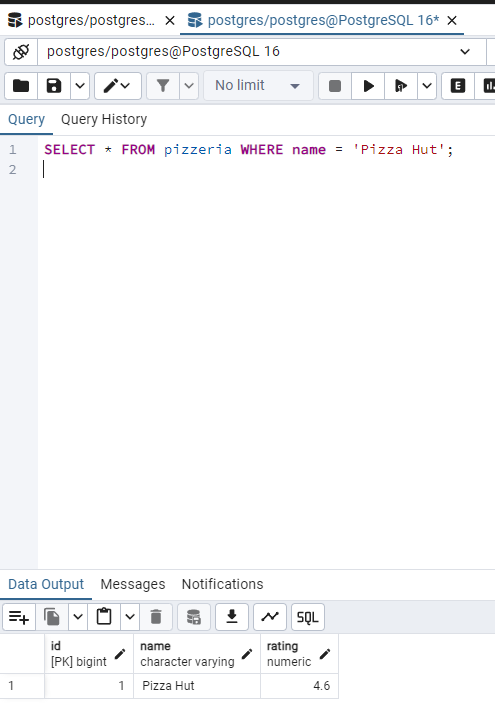 postgres/postgres... postgres/postgres@PostgreSQL 16*
postgres/postgres@PostgreSQL 16
No limit E
Query Query History
1 SELECT * FROM pizzeria WHERE name = 'Pizza Hut';
2
Data Output Messages Notifications
SQL
id name rating
[PK] bigint character varying numeric
1 1 Pizza Hut 4.6